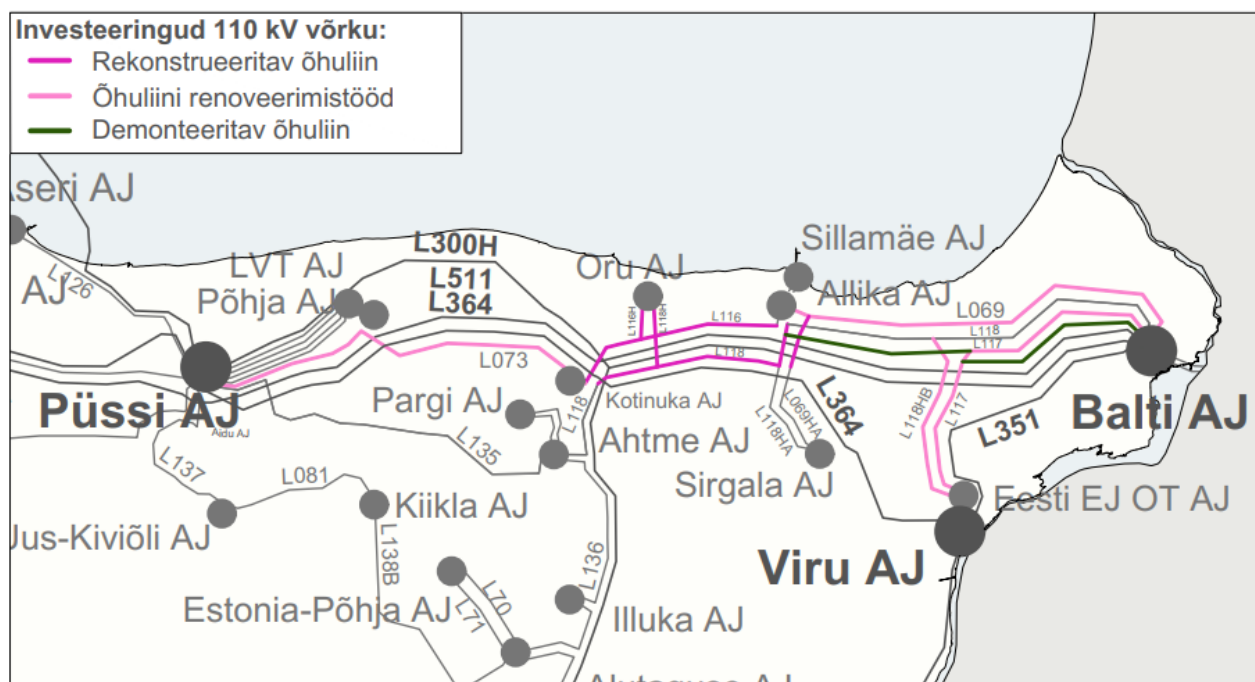 Investeeringud 110 kV võrku:
Rekonstrueeritav õhuliin
Õhuliini renoveerimistööd
Demonteeritav õhuliin
Aseri AJ
L126
AJ
LVT AJ
Põhja AJ
L300H
L511
L364
Oru AJ
L116H
L118H
Sillamäe AJ
Allika AJ
L116
L118
L069
L118
L117
L073
Püssi AJ
Aidu AJ
Pargi AJ
L118
Kotinuka AJ
Ahtme AJ
L135
L069HA
L118HA
Sirgala AJ
L364
L118HB
L117
L351
Balti AJ
L137
L081
Kiikla AJ
Uus-Kiviõli AJ
L138B
Eesti EJ OT AJ
Viru AJ
Estonia-Põhja AJ
L70
L71
L136
Illuka AJ